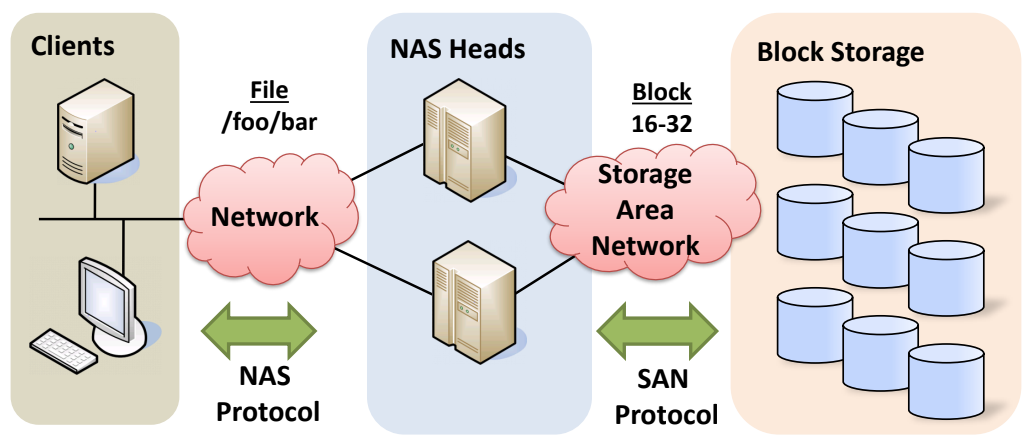 Clients
NAS Heads
Block Storage
File
/foo/bar
Block
16-32
Network
Storage
Area
Network
NAS
Protocol
SAN
Protocol